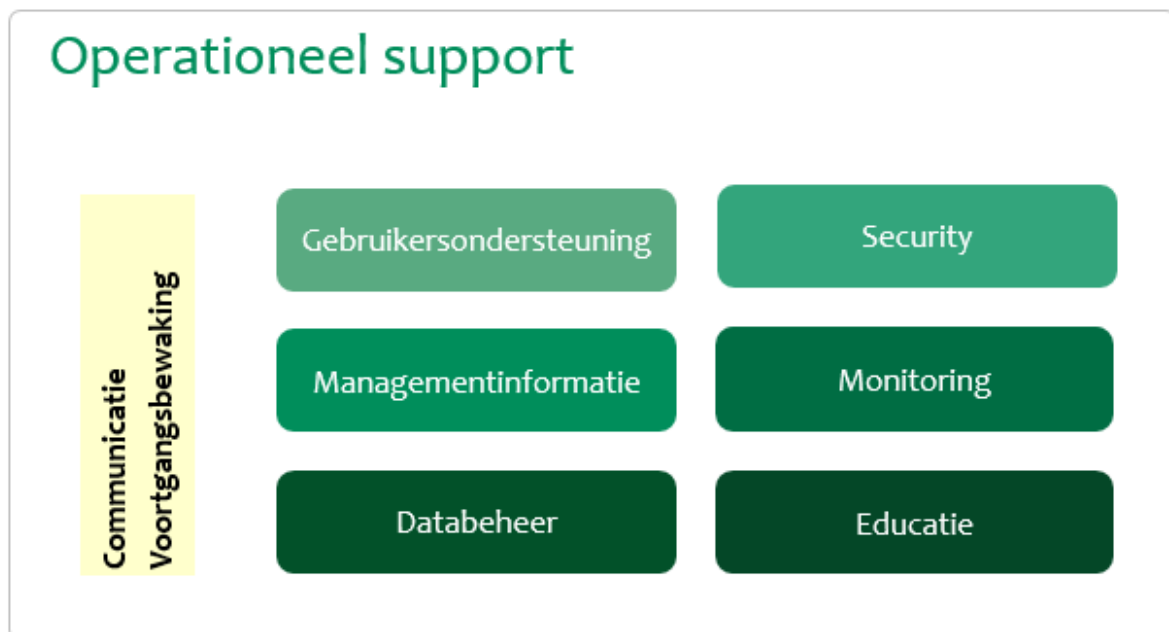 Operationeel support
Communicatie
Voortgangsbewaking
Gebruikersondersteuning
Security
Managementinformatie
Monitoring
Databeheer
Educatie